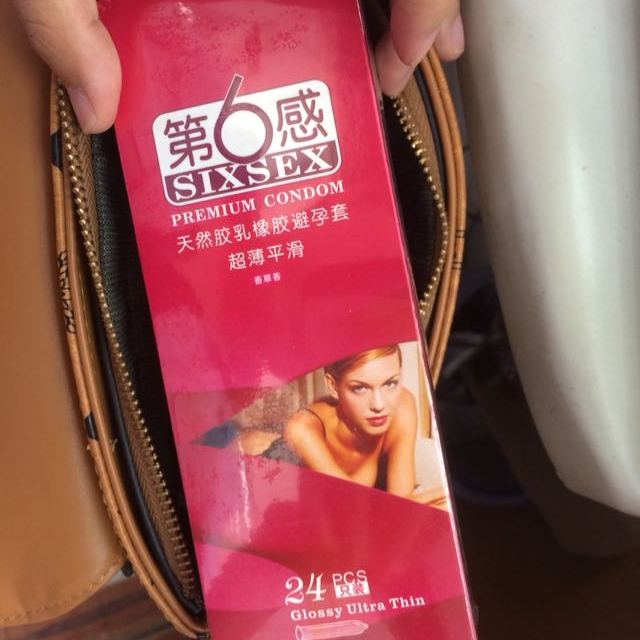 第6感
SIXSEX
PREMIUM CONDOM
天然胶乳橡胶避孕套
超薄平滑
香草香
24 PCS
只装
Glossy Ultra Thin